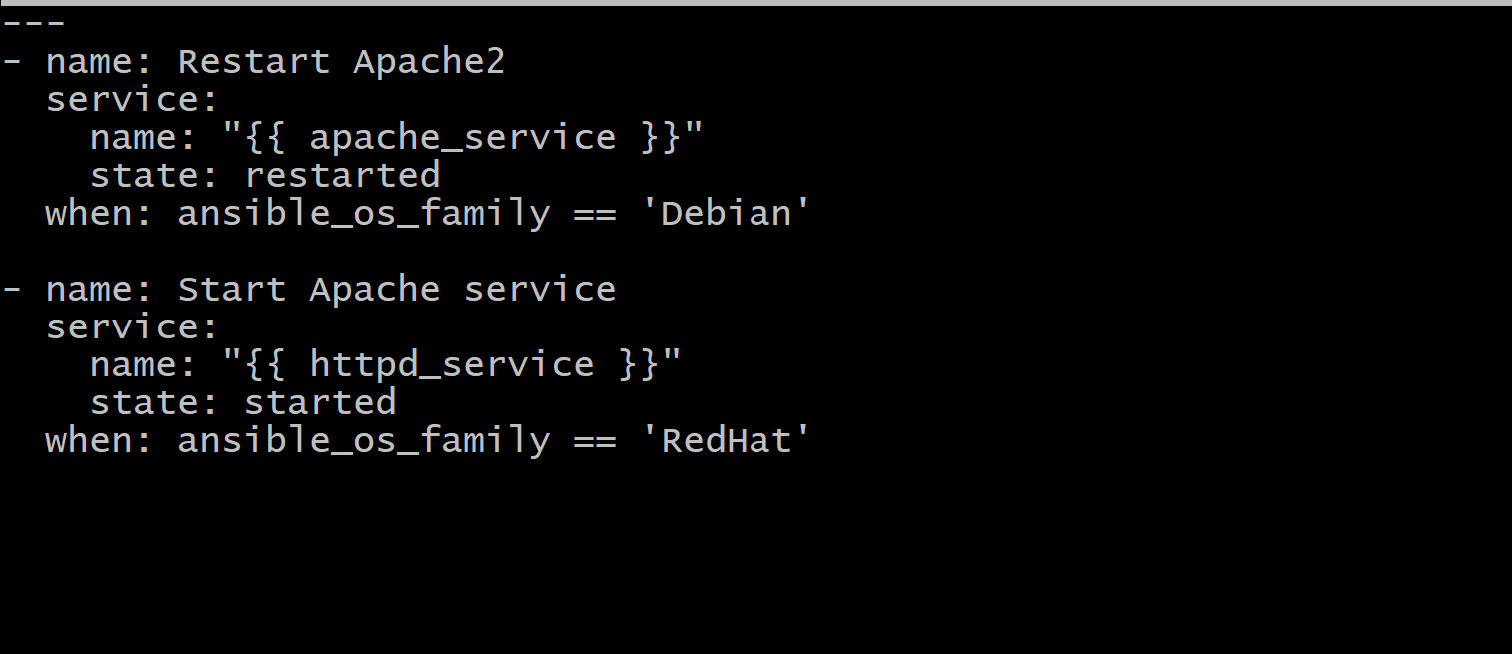 ---
- name: Restart Apache2
  service:
    name: "{{ apache_service }}"
    state: restarted
  when: ansible_os_family == 'Debian'

- name: Start Apache service
  service:
    name: "{{ httpd_service }}"
    state: started
  when: ansible_os_family == 'RedHat'